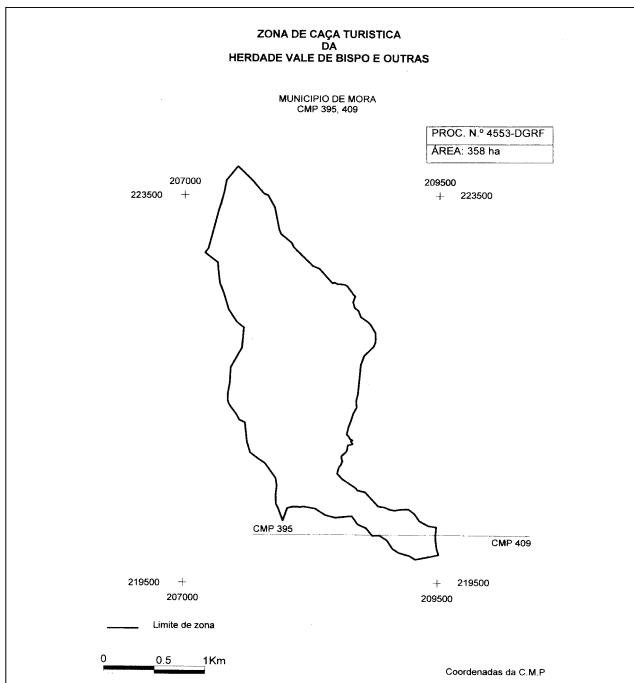 ZONA DE CAÇA TURISTICA
DA
HERDADE VALE DE BISPO E OUTRAS
MUNICIPIO DE MORA
CMP 395, 409
PROC. N.º 4553-DGRF
ÁREA: 358 ha
207000
223500
209500
223500
CMP 395
CMP 409
219500
207000
219500
209500
Limite de zona
0 0.5 1Km
Coordenadas da C.M.P